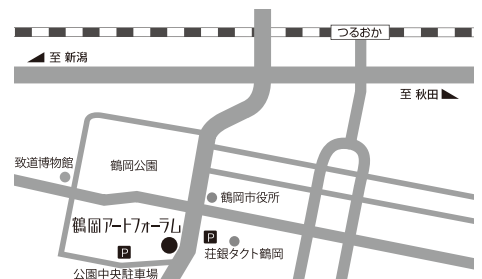 つるおか
至 新潟
至 秋田
致道博物館
鶴岡公園
鶴岡市役所
鶴岡アートフォーラム
P
P
荘銀タクト鶴岡
公園中央駐車場